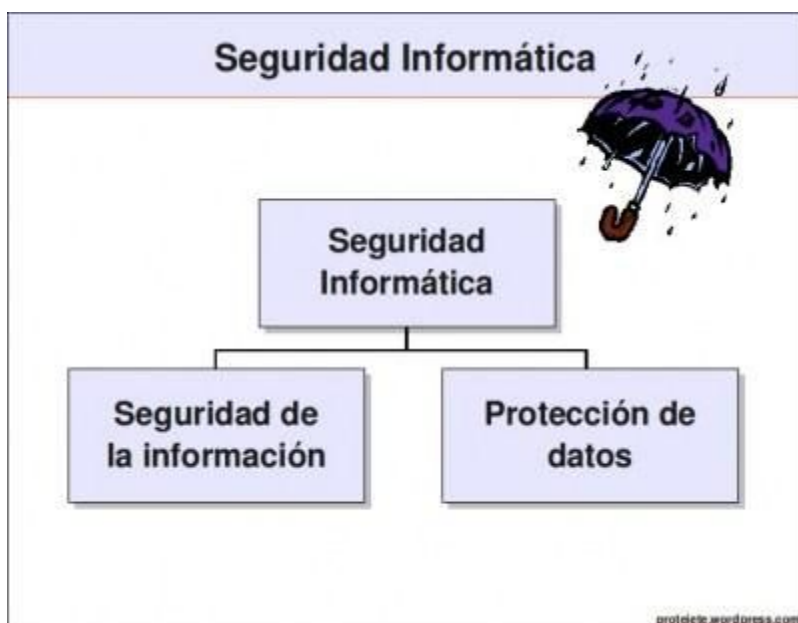 Seguridad Informática
Seguridad
Informática
Seguridad de
la información
Protección de
datos
protejete.wordpress.com